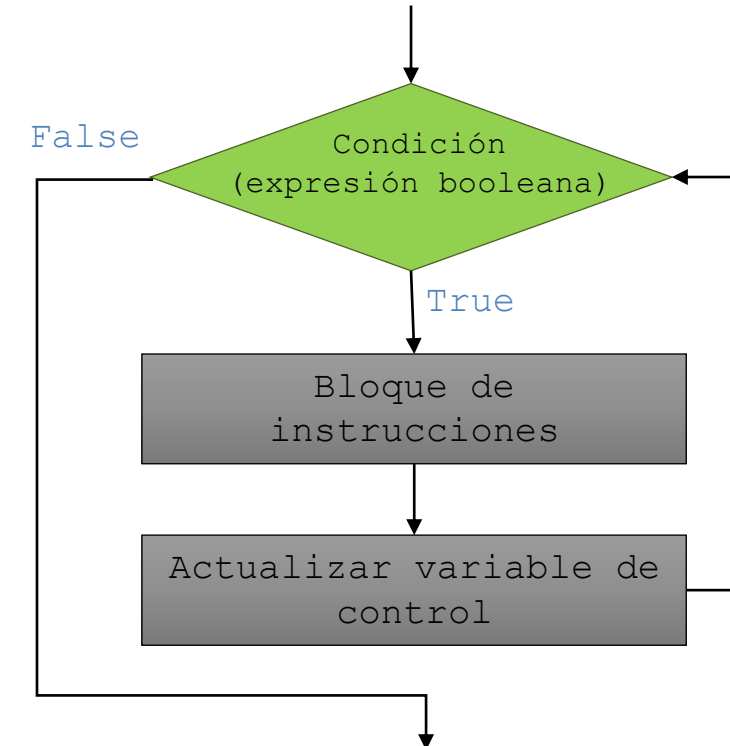 False
Condición
(expresión booleana)
True
Bloque de
instrucciones
Actualizar variable de
control